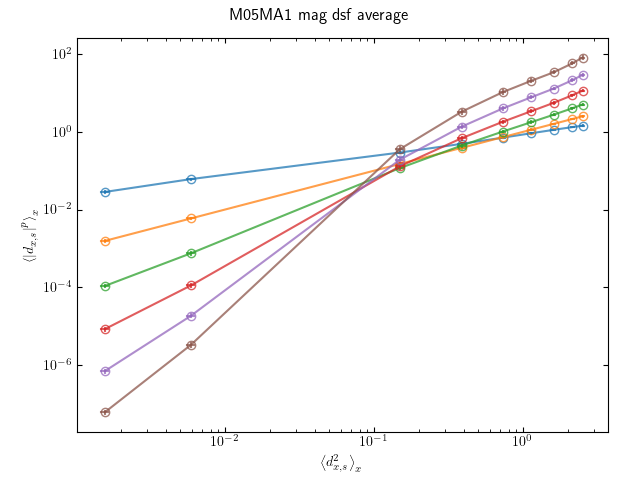 M05MA1 mag dsf average
10^2
10^0
10^{-2}
10^{-4}
10^{-6}
⟨|d_{x,s}|^p⟩_x
10^{-2} 10^{-1} 10^0
⟨d^2_{x,s}⟩_x